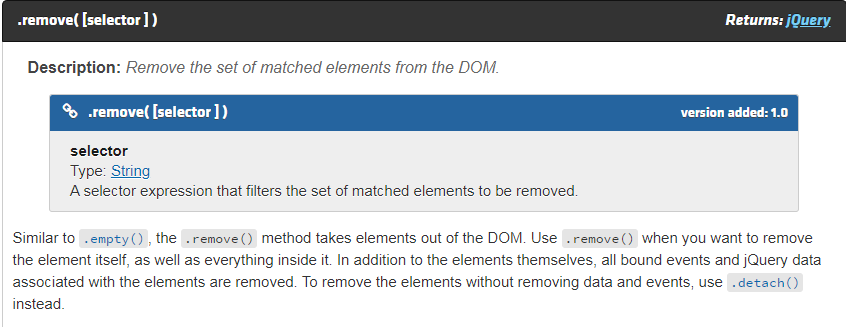 .remove( [selector ] )
Returns: jQuery
Description: Remove the set of matched elements from the DOM.
.remove( [selector ] )
version added: 1.0
selector
Type: String
A selector expression that filters the set of matched elements to be removed.
Similar to .empty(), the .remove() method takes elements out of the DOM. Use .remove() when you want to remove
the element itself, as well as everything inside it. In addition to the elements themselves, all bound events and jQuery data
associated with the elements are removed. To remove the elements without removing data and events, use .detach()
instead.